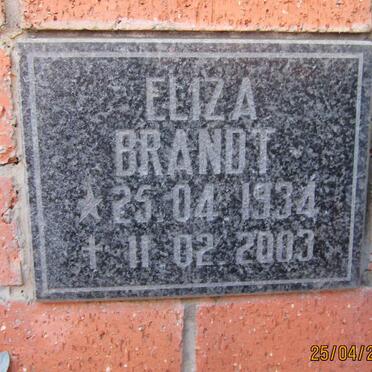 ELIZA
BRANDT
* 25.04.1934
† 11.02.2003
25/04/2